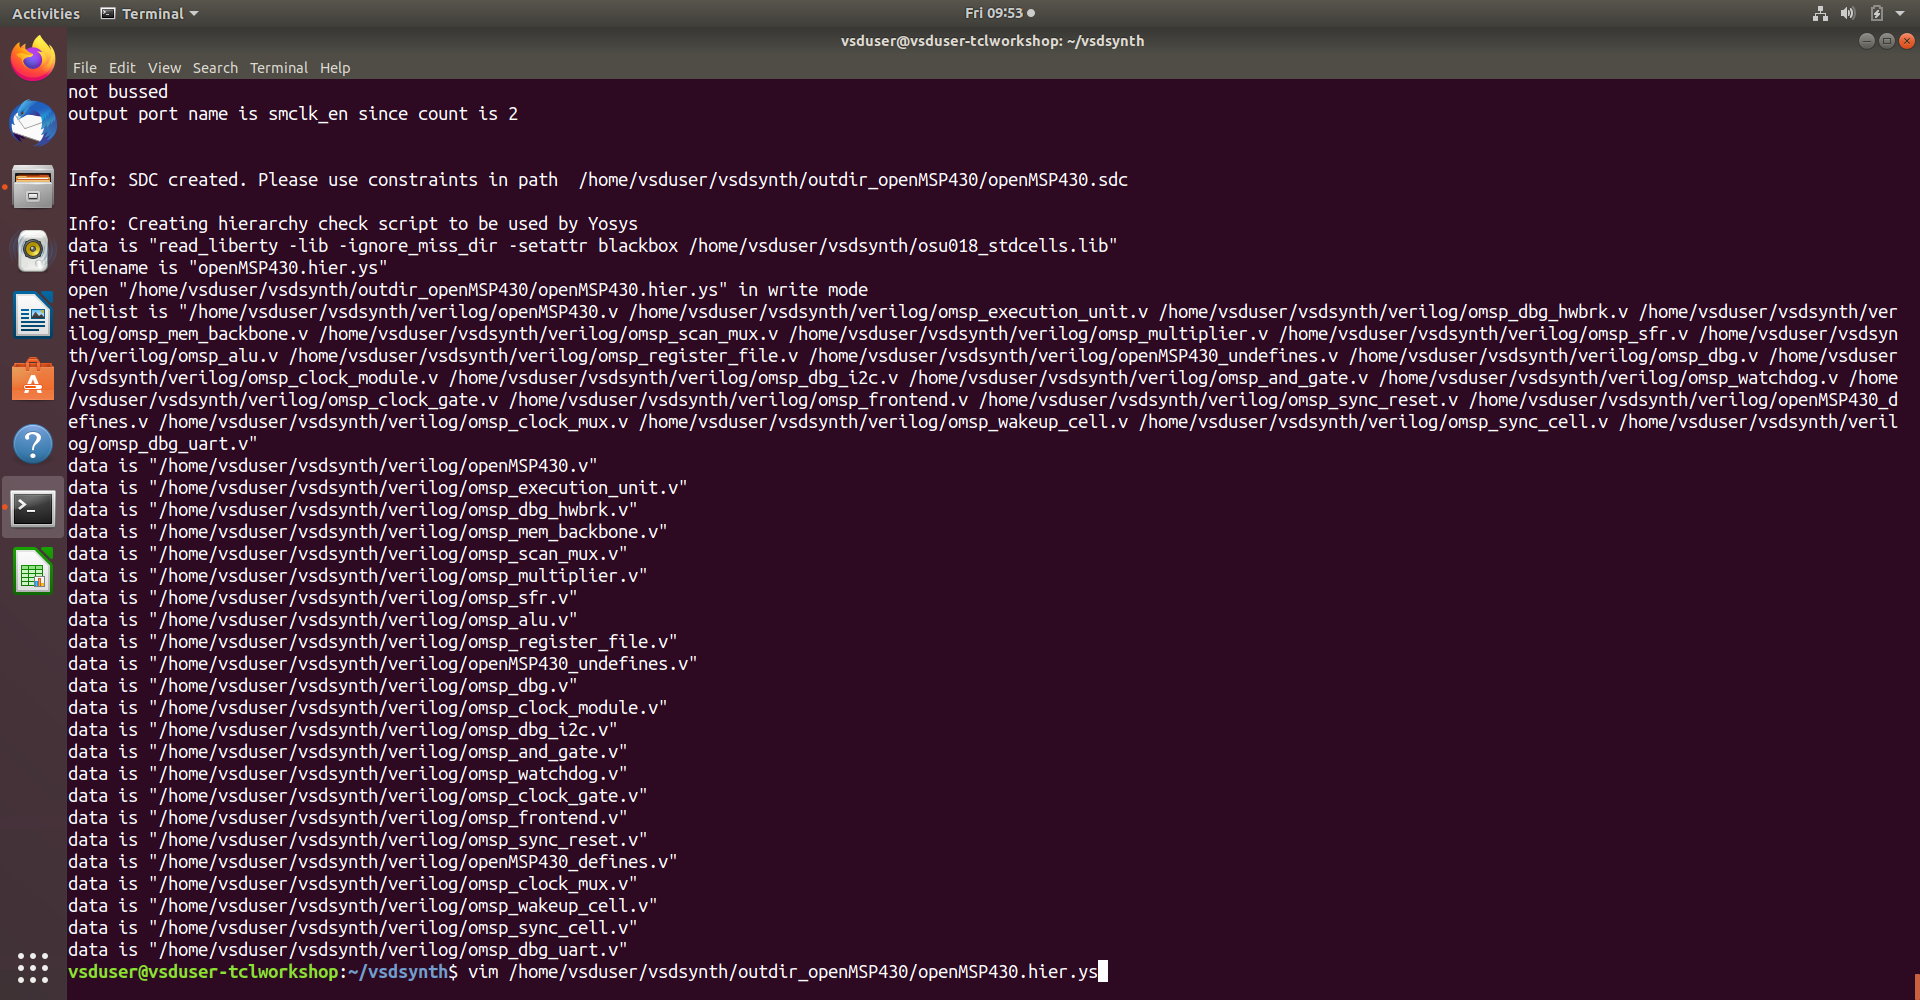 Activities Terminal Fri 09:53
vsduser@vsduser-tclworkshop: ~/vsdsynth
File Edit View Search Terminal Help
not bussed
output port name is smclk_en since count is 2
Info: SDC created. Please use constraints in path  /home/vsduser/vsdsynth/outdir_openMSP430/openMSP430.sdc
Info: Creating hierarchy check script to be used by Yosys
data is "read_liberty -lib -ignore_miss_dir -setattr blackbox /home/vsduser/vsdsynth/osu018_stdcells.lib"
filename is "openMSP430.hier.ys"
open "/home/vsduser/vsdsynth/outdir_openMSP430/openMSP430.hier.ys" in write mode
netlist is "/home/vsduser/vsdsynth/verilog/openMSP430.v /home/vsduser/vsdsynth/verilog/omsp_execution_unit.v /home/vsduser/vsdsynth/verilog/omsp_dbg_hwbrk.v /home/vsduser/vsdsynth/ver
ilog/omsp_mem_backbone.v /home/vsduser/vsdsynth/verilog/omsp_scan_mux.v /home/vsduser/vsdsynth/verilog/omsp_multiplier.v /home/vsduser/vsdsynth/verilog/omsp_sfr.v /home/vsduser/vsdsyn
th/verilog/omsp_alu.v /home/vsduser/vsdsynth/verilog/omsp_register_file.v /home/vsduser/vsdsynth/verilog/openMSP430_undefines.v /home/vsduser/vsdsynth/verilog/omsp_dbg.v /home/vsduser
/vsdsynth/verilog/omsp_clock_module.v /home/vsduser/vsdsynth/verilog/omsp_dbg_i2c.v /home/vsduser/vsdsynth/verilog/omsp_and_gate.v /home/vsduser/vsdsynth/verilog/omsp_watchdog.v /home
/vsduser/vsdsynth/verilog/omsp_clock_gate.v /home/vsduser/vsdsynth/verilog/omsp_frontend.v /home/vsduser/vsdsynth/verilog/omsp_sync_reset.v /home/vsduser/vsdsynth/verilog/openMSP430_d
efines.v /home/vsduser/vsdsynth/verilog/omsp_clock_mux.v /home/vsduser/vsdsynth/verilog/omsp_wakeup_cell.v /home/vsduser/vsdsynth/verilog/omsp_sync_cell.v /home/vsduser/vsdsynth/veril
og/omsp_dbg_uart.v"
data is "/home/vsduser/vsdsynth/verilog/openMSP430.v"
data is "/home/vsduser/vsdsynth/verilog/omsp_execution_unit.v"
data is "/home/vsduser/vsdsynth/verilog/omsp_dbg_hwbrk.v"
data is "/home/vsduser/vsdsynth/verilog/omsp_mem_backbone.v"
data is "/home/vsduser/vsdsynth/verilog/omsp_scan_mux.v"
data is "/home/vsduser/vsdsynth/verilog/omsp_multiplier.v"
data is "/home/vsduser/vsdsynth/verilog/omsp_sfr.v"
data is "/home/vsduser/vsdsynth/verilog/omsp_alu.v"
data is "/home/vsduser/vsdsynth/verilog/omsp_register_file.v"
data is "/home/vsduser/vsdsynth/verilog/openMSP430_undefines.v"
data is "/home/vsduser/vsdsynth/verilog/omsp_dbg.v"
data is "/home/vsduser/vsdsynth/verilog/omsp_clock_module.v"
data is "/home/vsduser/vsdsynth/verilog/omsp_dbg_i2c.v"
data is "/home/vsduser/vsdsynth/verilog/omsp_and_gate.v"
data is "/home/vsduser/vsdsynth/verilog/omsp_watchdog.v"
data is "/home/vsduser/vsdsynth/verilog/omsp_clock_gate.v"
data is "/home/vsduser/vsdsynth/verilog/omsp_frontend.v"
data is "/home/vsduser/vsdsynth/verilog/omsp_sync_reset.v"
data is "/home/vsduser/vsdsynth/verilog/openMSP430_defines.v"
data is "/home/vsduser/vsdsynth/verilog/omsp_clock_mux.v"
data is "/home/vsduser/vsdsynth/verilog/omsp_wakeup_cell.v"
data is "/home/vsduser/vsdsynth/verilog/omsp_sync_cell.v"
data is "/home/vsduser/vsdsynth/verilog/omsp_dbg_uart.v"
vsduser@vsduser-tclworkshop:~/vsdsynth$ vim /home/vsduser/vsdsynth/outdir_openMSP430/openMSP430.hier.ys